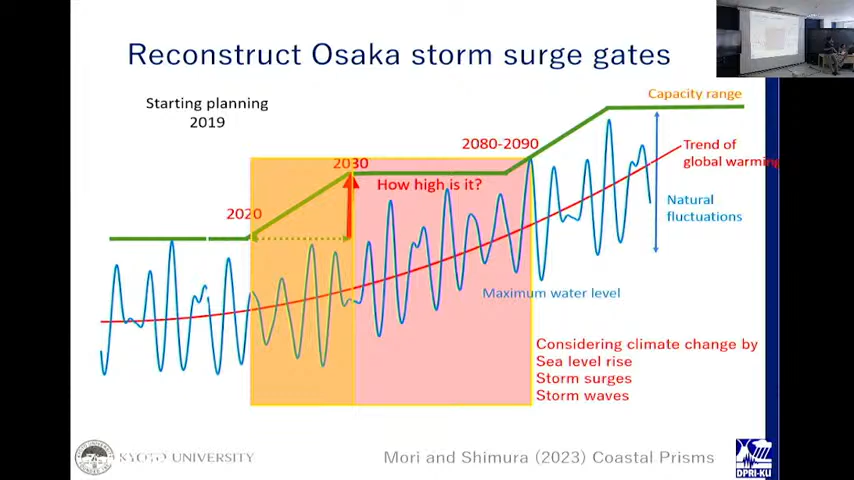 Reconstruct Osaka storm surge gates
Starting planning
2019
Capacity range
2080-2090
Trend of
global warming
2030
How high is it?
Natural
fluctuations
2020
Maximum water level
Considering climate change by
Sea level rise
Storm surges
Storm waves
KYOTO UNIVERSITY
Mori and Shimura (2023) Coastal Prisms
DPRI-KU